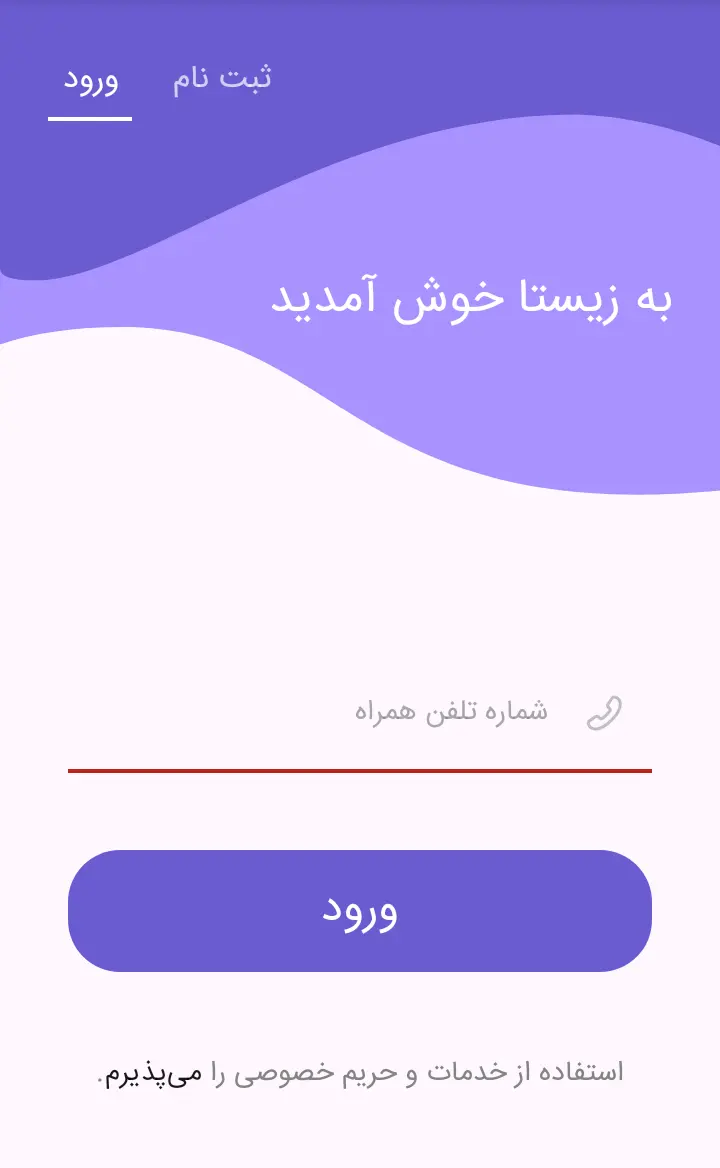 ثبت نام
ورود
به زیستا خوش آمدید
شماره تلفن همراه
ورود
استفاده از خدمات و حریم خصوصی را می‌پذیرم.